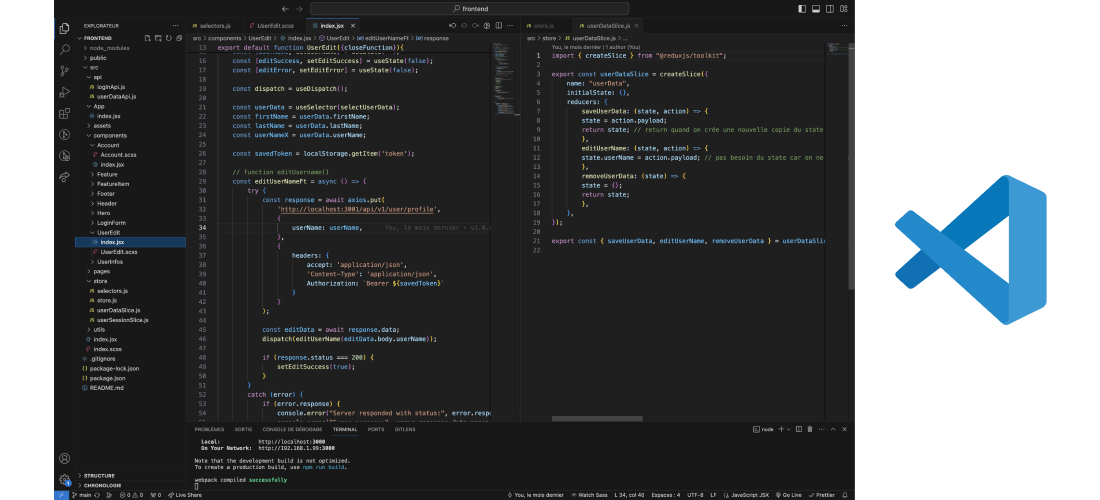 frontend
EXPLORATEUR
FRONTEND
node_modules
public
src
api
loginApi.js
userDataApi.js
App
index.jsx
assets
components
Account
Account.scss
index.jsx
Feature
FeatureItem
Footer
Header
Hero
LoginForm
UserEdit
index.jsx
UserEdit.scss
UserInfos
pages
store
selectors.js
store.js
userDataSlice.js
userSessionSlice.js
utils
index.jsx
index.scss
.gitignore
package-lock.json
package.json
README.md
STRUCTURE
CHRONOLOGIE
selectors.js UserEdit.scss index.jsx
src > components > UserEdit > index.jsx > UserEdit > editUserNameFt > response
13 export default function UserEdit({closeFunction}){
16 const [editSuccess, setEditSuccess] = useState(false);
17 const [editError, setEditError] = useState(false);
18
19 const dispatch = useDispatch();
20
21 const userData = useSelector(selectUserData);
22 const firstName = userData.firstName;
23 const lastName = userData.lastName;
24 const userNameX = userData.userName;
25
26 const savedToken = localStorage.getItem('token');
27
28 // function editUsername()
29 const editUserNameFt = async () => {
30 try {
31 const response = await axios.put(
32 'http://localhost:3001/api/v1/user/profile',
33 {
34 userName: userName, You, le mois dernier • v1.0.
35 },
36 {
37 headers: {
38 accept: 'application/json',
39 'Content-Type': 'application/json',
40 Authorization: `Bearer ${savedToken}`
41 }
42 }
43 );
44
45 const editData = await response.data;
46 dispatch(editUserName(editData.body.userName));
47
48 if (response.status === 200) {
49 setEditSuccess(true);
50 }
51 }
52 catch (error) {
53 if (error.response) {
54 console.error("Server responded with status:", error.resp
store.js userDataSlice.js
src > store > userDataSlice.js > ...
You, le mois dernier | 1 author (You)
1 import { createSlice } from "@reduxjs/toolkit";
2
3 export const userDataSlice = createSlice({
4 name: "userData",
5 initialState: {},
6 reducers: {
7 saveUserData: (state, action) => {
8 state = action.payload;
9 return state; // return quand on crée une nouvelle copie du state
10 },
11 editUserName: (state, action) => {
12 state.userName = action.payload; // pas besoin du state car on ne
13 },
14 removeUserData: (state) => {
15 state = {};
16 return state;
17 },
18 },
19 });
20
21 export const { saveUserData, editUserName, removeUserData } = userDataSli
22
PROBLÈMES SORTIE CONSOLE DE DÉBOGAGE TERMINAL PORTS GITLENS
node
Local: http://localhost:3000
On Your Network: http://192.168.1.99:3000
Note that the development build is not optimized.
To create a production build, use npm run build.
webpack compiled successfully
main 0 0 0 Live Share You, le mois dernier Watch Sass L 34, col 40 Espaces : 4 UTF-8 LF JavaScript JSX Go Live Prettier